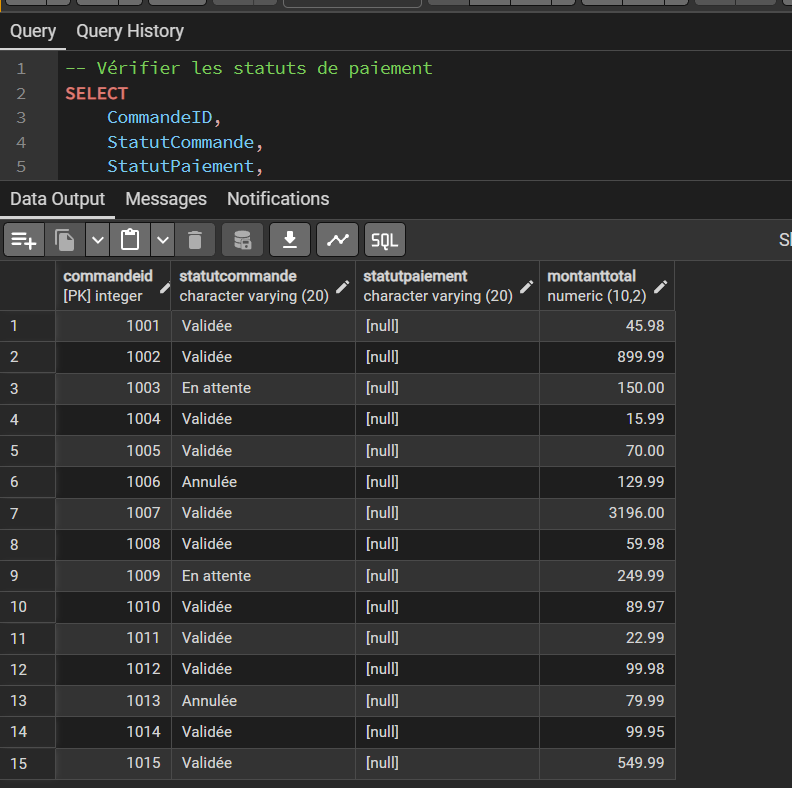 Query Query History
1 -- Vérifier les statuts de paiement
2 SELECT
3 CommandeID,
4 StatutCommande,
5 StatutPaiement,
Data Output Messages Notifications
SQL
commandeid statutcommande statutpaiement montanttotal
[PK] integer character varying (20) character varying (20) numeric (10,2)
1 1001 Validée [null] 45.98
2 1002 Validée [null] 899.99
3 1003 En attente [null] 150.00
4 1004 Validée [null] 15.99
5 1005 Validée [null] 70.00
6 1006 Annulée [null] 129.99
7 1007 Validée [null] 3196.00
8 1008 Validée [null] 59.98
9 1009 En attente [null] 249.99
10 1010 Validée [null] 89.97
11 1011 Validée [null] 22.99
12 1012 Validée [null] 99.98
13 1013 Annulée [null] 79.99
14 1014 Validée [null] 99.95
15 1015 Validée [null] 549.99